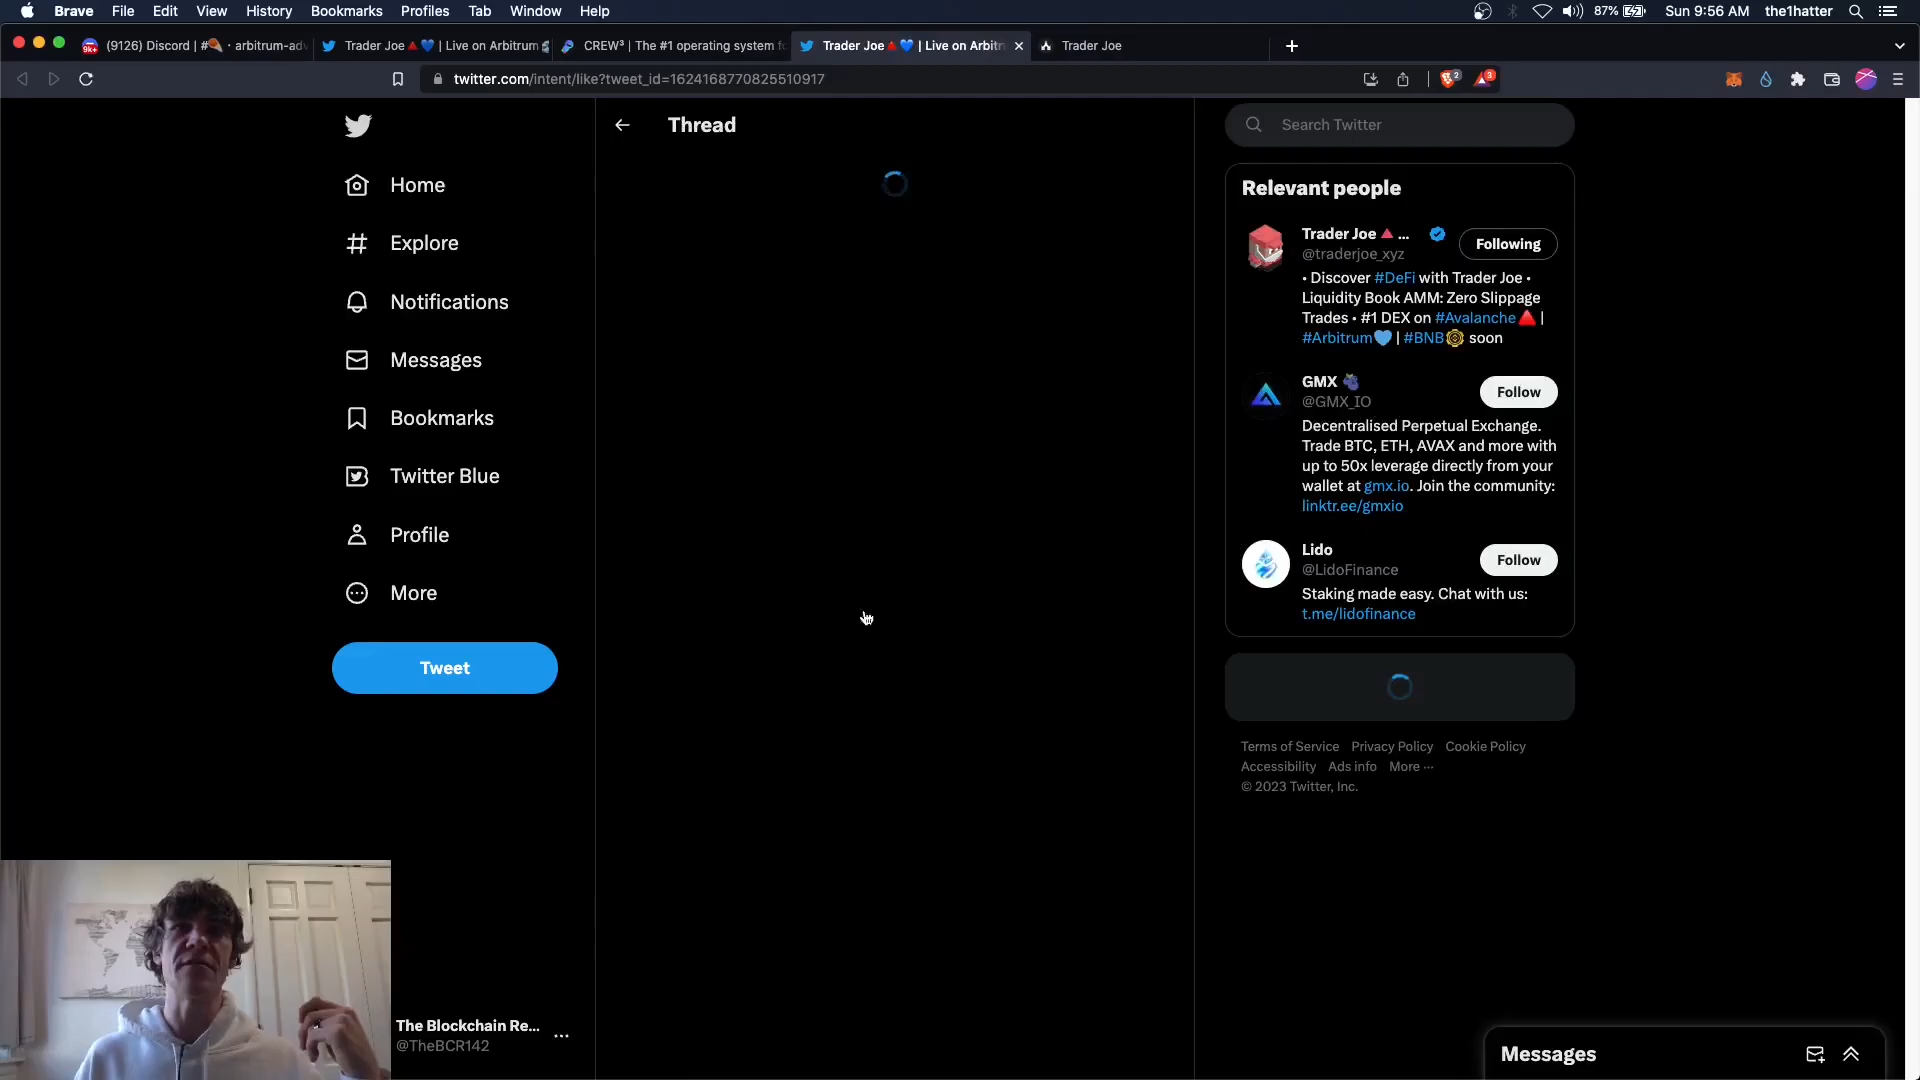 Brave File Edit View History Bookmarks Profiles Tab Window Help
87% Sun 9:56 AM the1hatter
9k+ (9126) Discord | # · arbitrum-adv
Trader Joe🔺💙 | Live on Arbitrum
CREW³ | The #1 operating system fo
Trader Joe🔺💙 | Live on Arbitr
Trader Joe
twitter.com/intent/like?tweet_id=1624168770825510917
2
3
Home
Explore
Notifications
Messages
Bookmarks
Twitter Blue
Profile
More
Tweet
The Blockchain Re...
@TheBCR142
Thread
Search Twitter
Relevant people
Trader Joe🔺...
Following
@traderjoe_xyz
• Discover #DeFi with Trader Joe •
Liquidity Book AMM: Zero Slippage
Trades • #1 DEX on #Avalanche🔺 |
#Arbitrum💙 | #BNB soon
GMX 🫐
Follow
@GMX_IO
Decentralised Perpetual Exchange.
Trade BTC, ETH, AVAX and more with
up to 50x leverage directly from your
wallet at gmx.io. Join the community:
linktr.ee/gmxio
Lido
Follow
@LidoFinance
Staking made easy. Chat with us:
t.me/lidofinance
Terms of Service Privacy Policy Cookie Policy
Accessibility Ads info More ···
© 2023 Twitter, Inc.
Messages